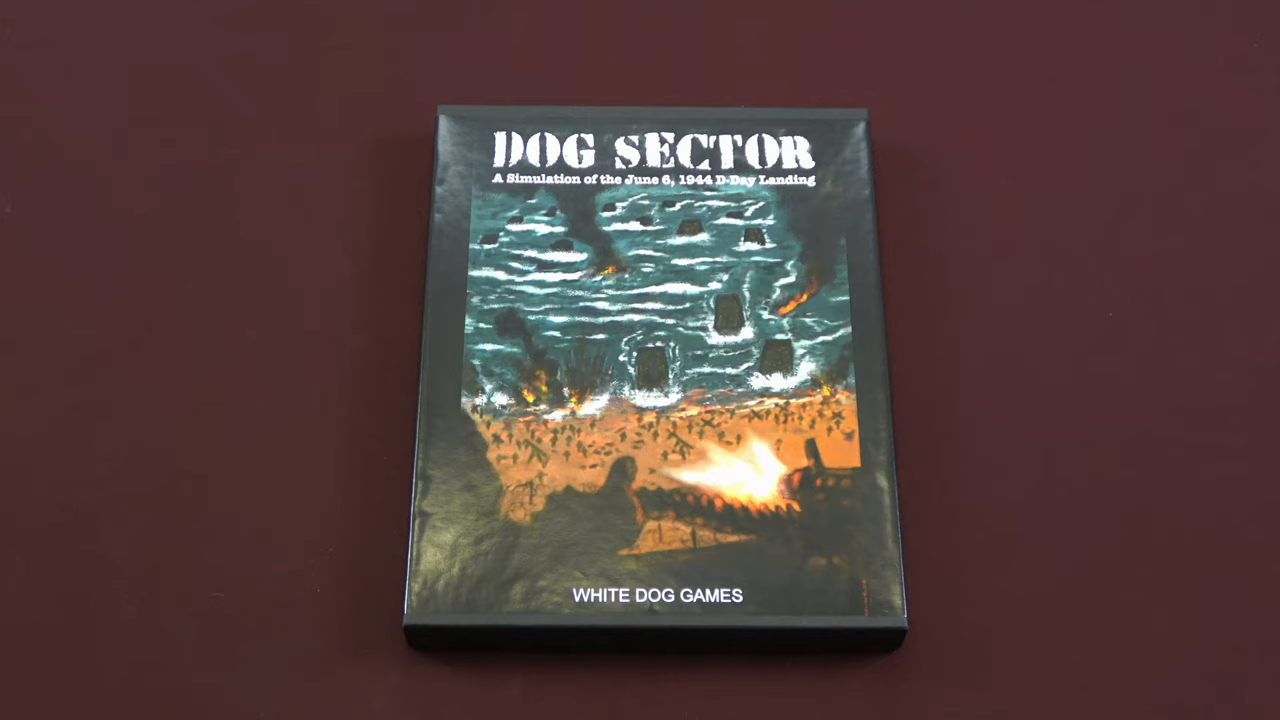 DOG SECTOR
A Simulation of the June 6, 1944 D-Day Landing
WHITE DOG GAMES